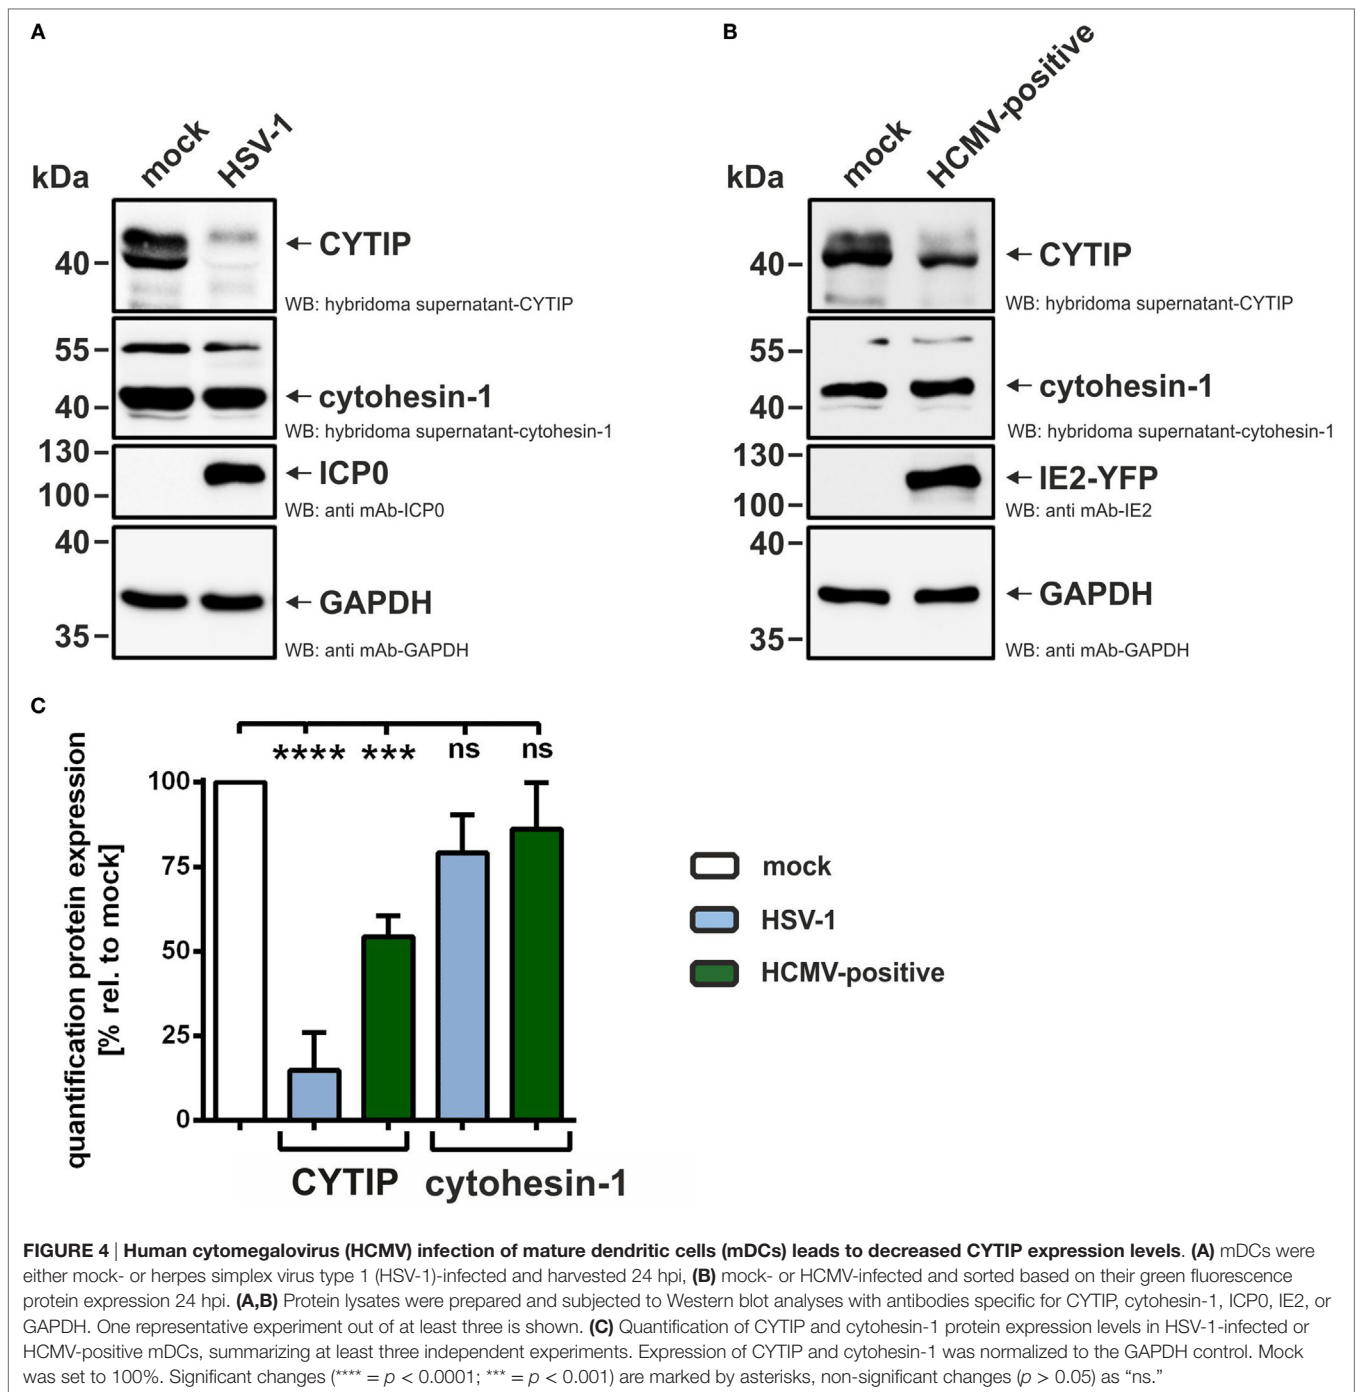 A
mock
HSV-1
kDa
40
CYTIP
WB: hybridoma supernatant-CYTIP
55
cytohesin-1
40
WB: hybridoma supernatant-cytohesin-1
130
ICP0
100
WB: anti mAb-ICP0
40
GAPDH
35
WB: anti mAb-GAPDH
B
mock
HCMV-positive
kDa
40
CYTIP
WB: hybridoma supernatant-CYTIP
55
cytohesin-1
40
WB: hybridoma supernatant-cytohesin-1
130
IE2-YFP
100
WB: anti mAb-IE2
40
GAPDH
35
WB: anti mAb-GAPDH
C
quantification protein expression
[% rel. to mock]
**** *** ns ns
100
75
50
25
0
CYTIP cytohesin-1
mock
HSV-1
HCMV-positive
FIGURE 4 | Human cytomegalovirus (HCMV) infection of mature dendritic cells (mDCs) leads to decreased CYTIP expression levels. (A) mDCs were
either mock- or herpes simplex virus type 1 (HSV-1)-infected and harvested 24 hpi, (B) mock- or HCMV-infected and sorted based on their green fluorescence
protein expression 24 hpi. (A,B) Protein lysates were prepared and subjected to Western blot analyses with antibodies specific for CYTIP, cytohesin-1, ICP0, IE2, or
GAPDH. One representative experiment out of at least three is shown. (C) Quantification of CYTIP and cytohesin-1 protein expression levels in HSV-1-infected or
HCMV-positive mDCs, summarizing at least three independent experiments. Expression of CYTIP and cytohesin-1 was normalized to the GAPDH control. Mock
was set to 100%. Significant changes (**** = p < 0.0001; *** = p < 0.001) are marked by asterisks, non-significant changes (p > 0.05) as “ns.”